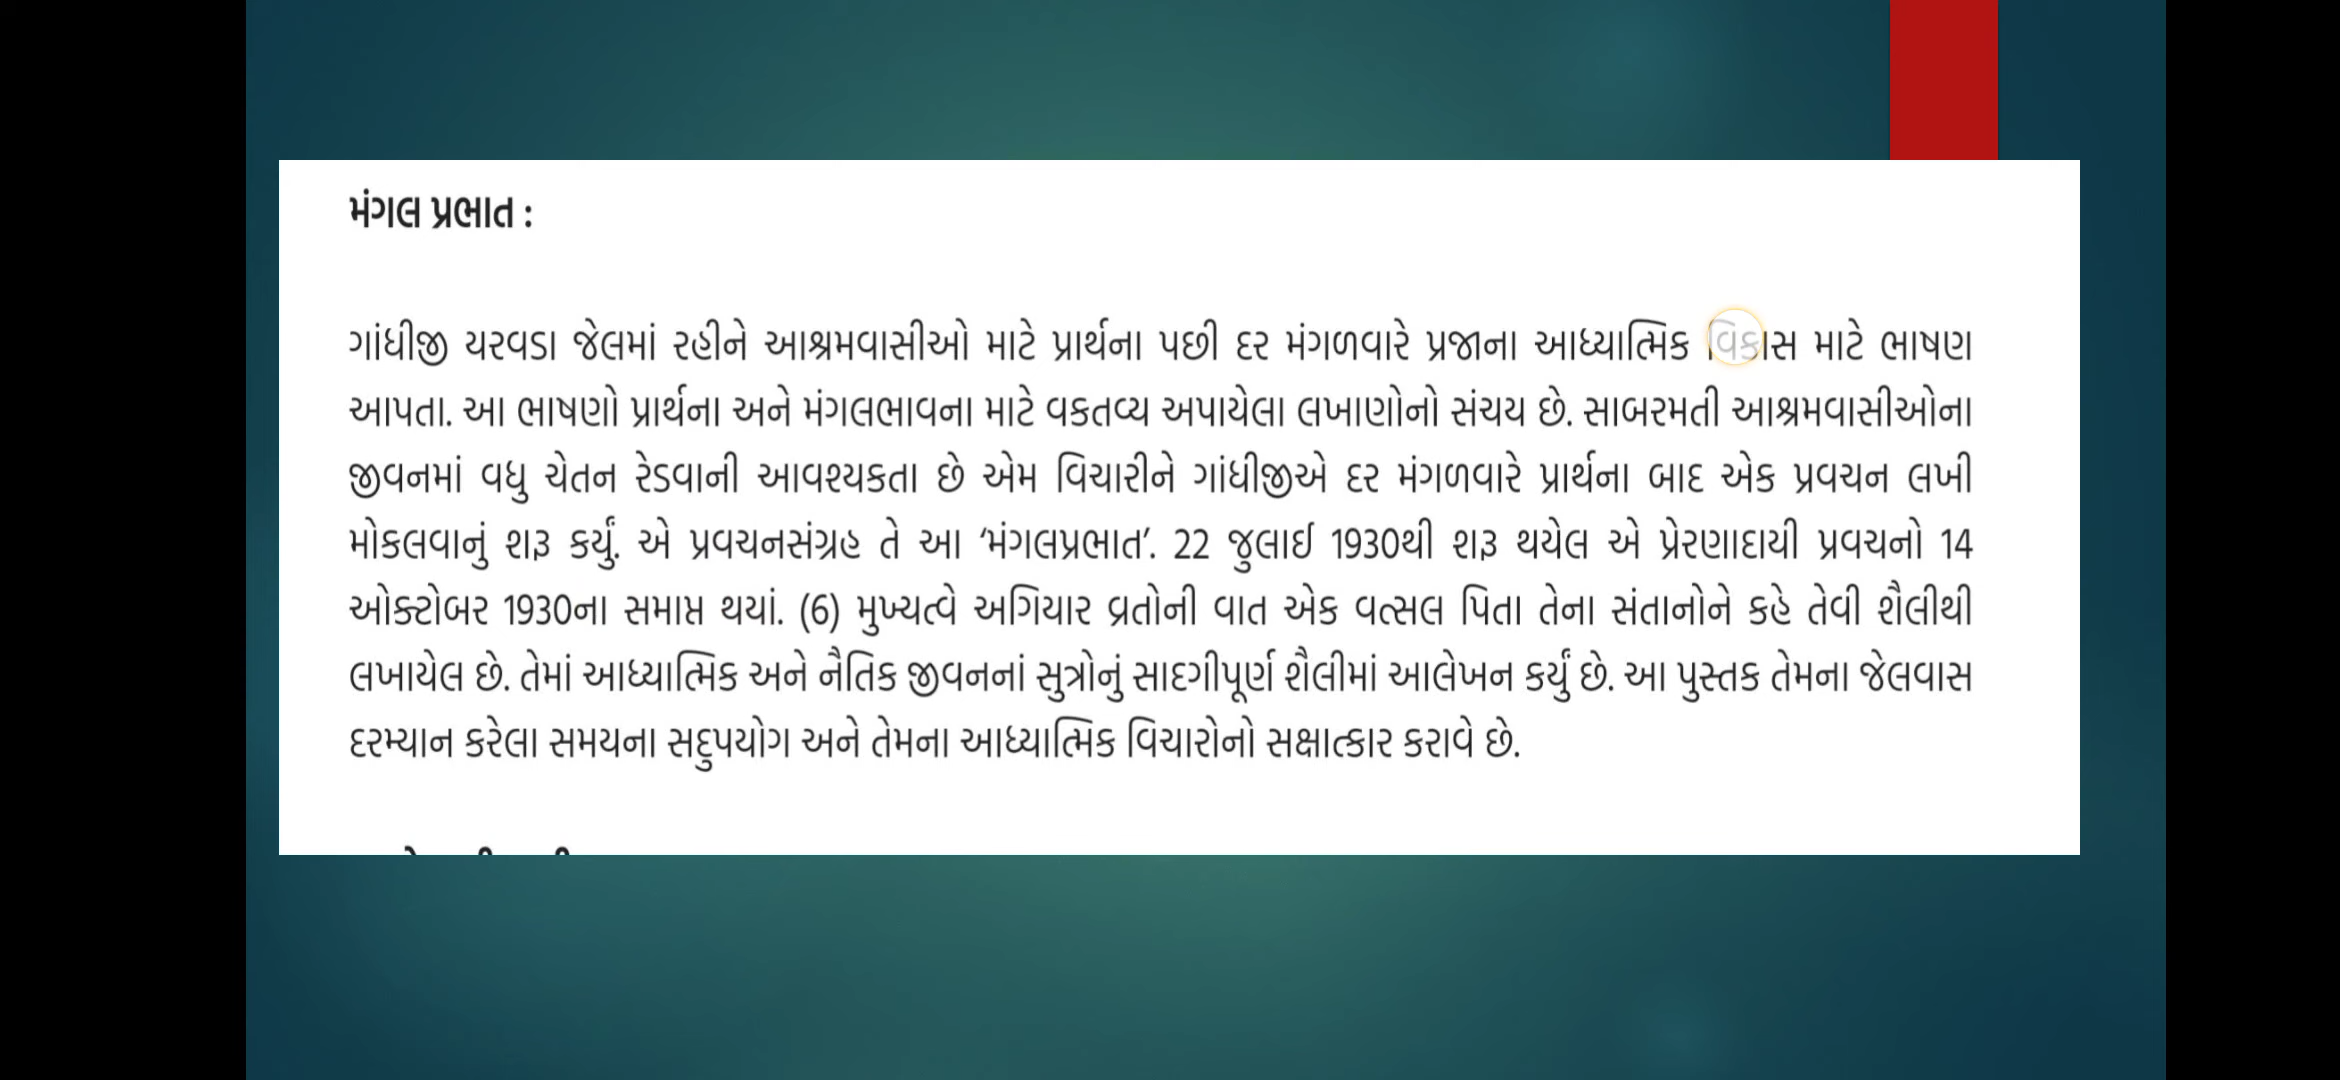 મંગલ પ્રભાત :
ગાંધીજી યરવડા જેલમાં રહીને આશ્રમવાસીઓ માટે પ્રાર્થના પછી દર મંગળવારે પ્રજાના આધ્યાત્મિક વિકાસ માટે ભાષણ
આપતા. આ ભાષણો પ્રાર્થના અને મંગલભાવના માટે વકતવ્ય અપાયેલા લખાણોનો સંચય છે. સાબરમતી આશ્રમવાસીઓના
જીવનમાં વધુ ચેતન રેડવાની આવશ્યકતા છે એમ વિચારીને ગાંધીજીએ દર મંગળવારે પ્રાર્થના બાદ એક પ્રવચન લખી
મોકલવાનું શરૂ કર્યું. એ પ્રવચનસંગ્રહ તે આ ‘મંગલપ્રભાત’. 22 જુલાઈ 1930થી શરૂ થયેલ એ પ્રેરણાદાયી પ્રવચનો 14
ઓક્ટોબર 1930ના સમાપ્ત થયાં. (6) મુખ્યત્વે અગિયાર વ્રતોની વાત એક વત્સલ પિતા તેના સંતાનોને કહે તેવી શૈલીથી
લખાયેલ છે. તેમાં આધ્યાત્મિક અને નૈતિક જીવનનાં સુત્રોનું સાદગીપૂર્ણ શૈલીમાં આલેખન કર્યું છે. આ પુસ્તક તેમના જેલવાસ
દરમ્યાન કરેલા સમયના સદુપયોગ અને તેમના આધ્યાત્મિક વિચારોનો સક્ષાત્કાર કરાવે છે.